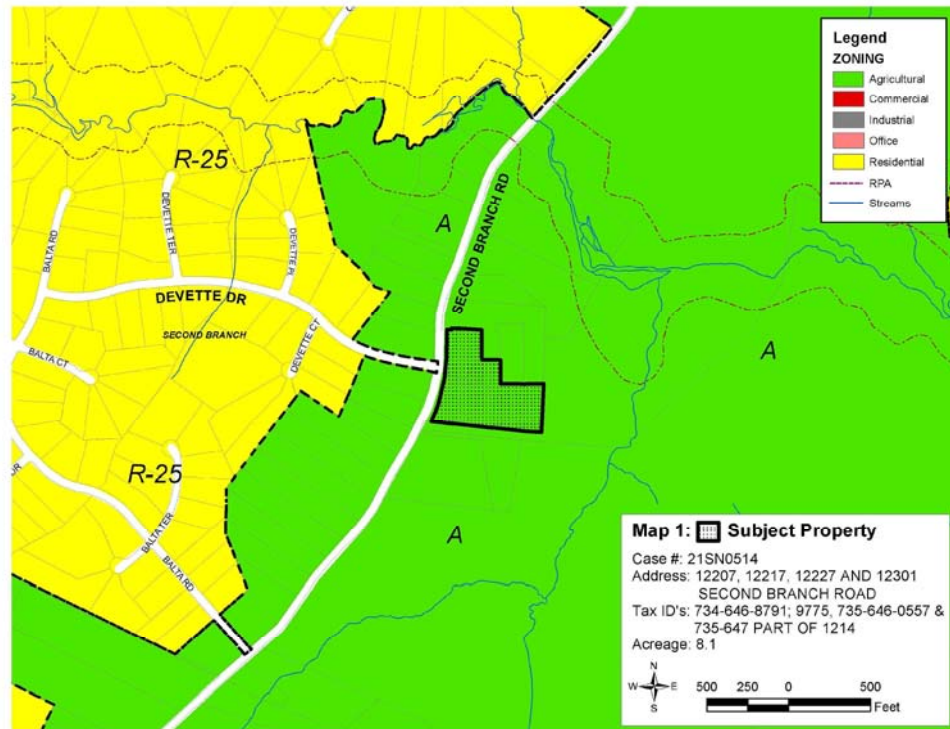 Legend
ZONING
Agricultural
Commercial
Industrial
Office
Residential
RPA
Streams
R-25
A
SECOND BRANCH RD
BALTA RD
DEVETTE TER
DEVETTE PL
DEVETTE DR
SECOND BRANCH
DEVETTE CT
BALTA CT
A
R-25
DR
BALTA TER
BALTA RD
A
Map 1: Subject Property
Case #: 21SN0514
Address: 12207, 12217, 12227 AND 12301
SECOND BRANCH ROAD
Tax ID's: 734-646-8791; 9775, 735-646-0557 &
735-647 PART OF 1214
Acreage: 8.1
N
W E
S
500 250 0 500
Feet